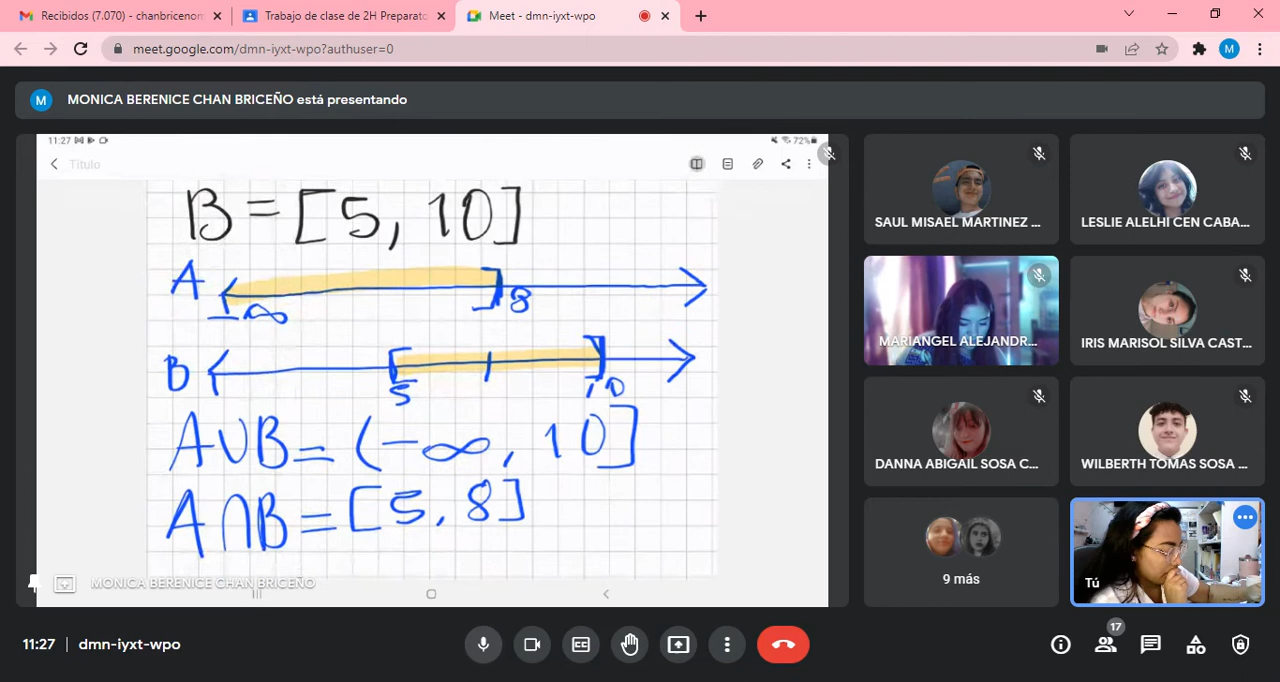 Recibidos (7.070) - chanbricenom
Trabajo de clase de 2H Preparato
Meet - dmn-iyxt-wpo
meet.google.com/dmn-iyxt-wpo?authuser=0
M
M
MONICA BERENICE CHAN BRICEÑO está presentando
11:27
72%
Título
B = [5, 10]
A
-∞
8
B
5
10
A∪B = (-∞, 10]
A∩B = [5, 8]
MONICA BERENICE CHAN BRICEÑO
SAUL MISAEL MARTINEZ ...
LESLIE ALELHI CEN CABA...
MARIANGEL ALEJANDR...
IRIS MARISOL SILVA CAST...
DANNA ABIGAIL SOSA C...
WILBERTH TOMAS SOSA ...
9 más
Tú
11:27 | dmn-iyxt-wpo
CC
17